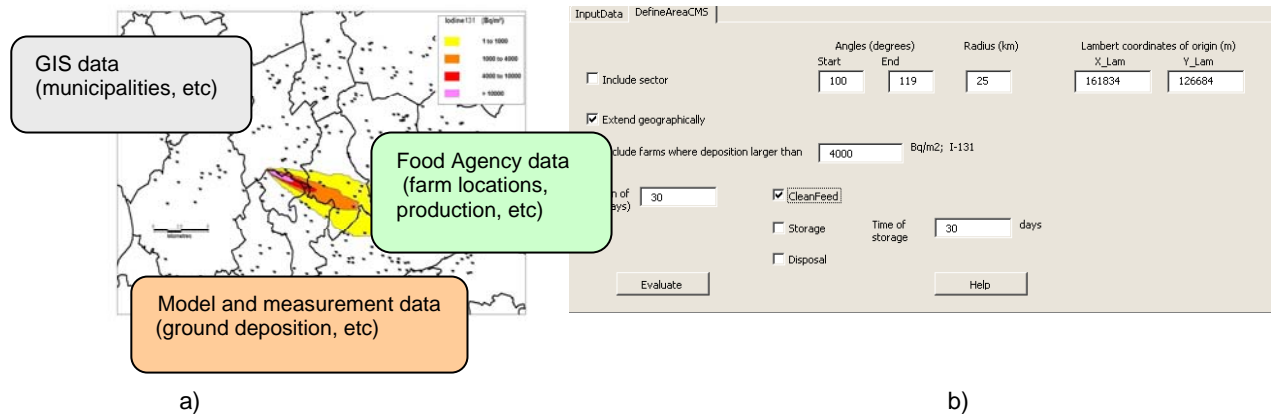 GIS data
(municipalities, etc)
Iodine131 (Bq/m²)
1 to 1000
1000 to 4000
4000 to 10000
> 10000
Food Agency data
(farm locations,
production, etc)
kilometres
Model and measurement data
(ground deposition, etc)
a)
InputData DefineAreaCMS
Angles (degrees) Radius (km) Lambert coordinates of origin (m)
Start End X_Lam Y_Lam
Include sector 100 119 25 161834 126684
Extend geographically
clude farms where deposition larger than 4000 Bq/m2; I-131
n of
ays) 30 CleanFeed
Storage Time of storage 30 days
Disposal
Evaluate Help
b)